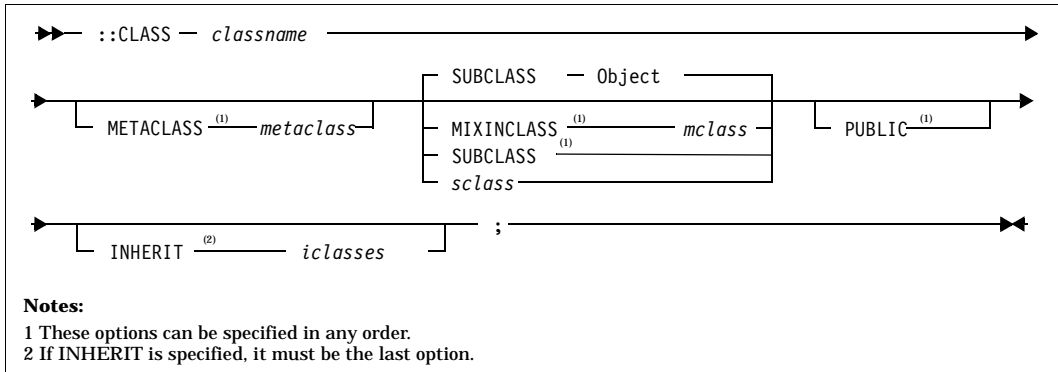 ::CLASS classname
SUBCLASS Object
METACLASS (1) metaclass
MIXINCLASS (1) mclass
PUBLIC (1)
SUBCLASS (1)
sclass
;
INHERIT (2) iclasses
Notes:
1 These options can be specified in any order.
2 If INHERIT is specified, it must be the last option.